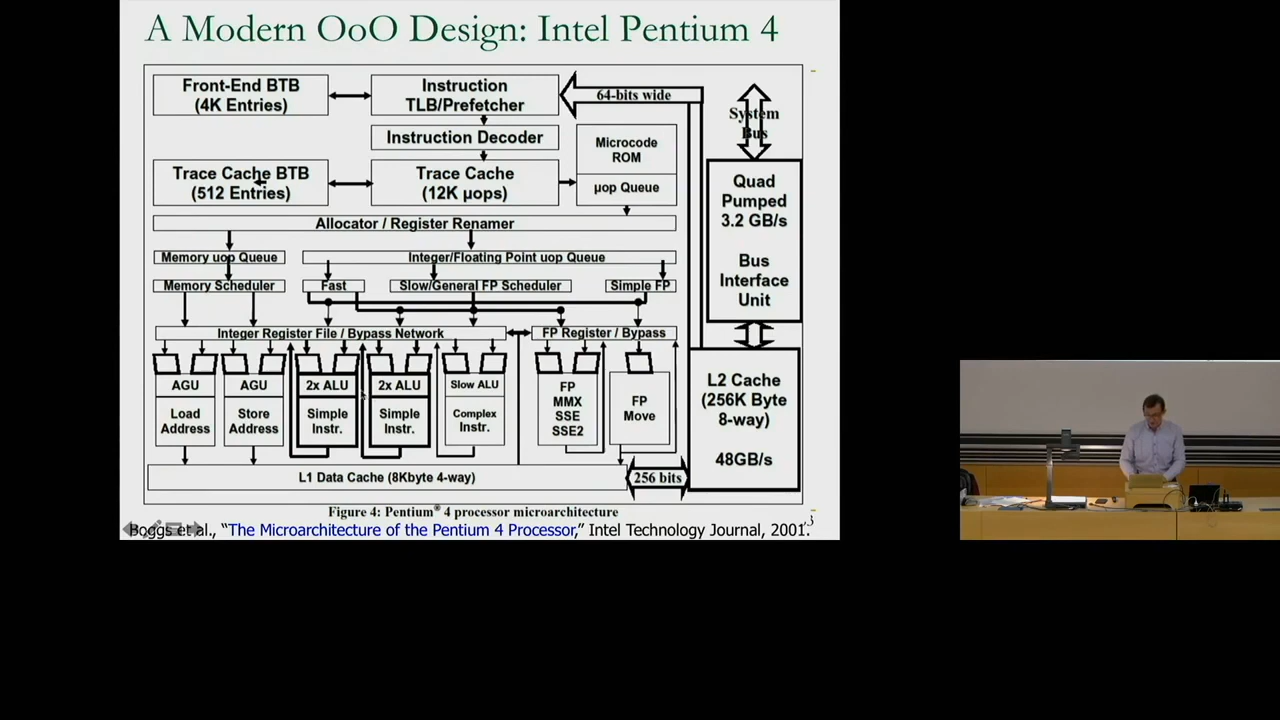 A Modern OoO Design: Intel Pentium 4
Front-End BTB
(4K Entries)
Instruction
TLB/Prefetcher
64-bits wide
System
Bus
Instruction Decoder
Microcode
ROM
µop Queue
Trace Cache BTB
(512 Entries)
Trace Cache
(12K µops)
Quad
Pumped
3.2 GB/s
Bus
Interface
Unit
Allocator / Register Renamer
Memory uop Queue
Integer/Floating Point uop Queue
Memory Scheduler
Fast
Slow/General FP Scheduler
Simple FP
Integer Register File / Bypass Network
FP Register / Bypass
AGU
Load
Address
AGU
Store
Address
2x ALU
Simple
Instr.
2x ALU
Simple
Instr.
Slow ALU
Complex
Instr.
FP
MMX
SSE
SSE2
FP
Move
L2 Cache
(256K Byte
8-way)
48GB/s
L1 Data Cache (8Kbyte 4-way)
256 bits
Figure 4: Pentium® 4 processor microarchitecture
Boggs et al., “The Microarchitecture of the Pentium 4 Processor,” Intel Technology Journal, 2001.